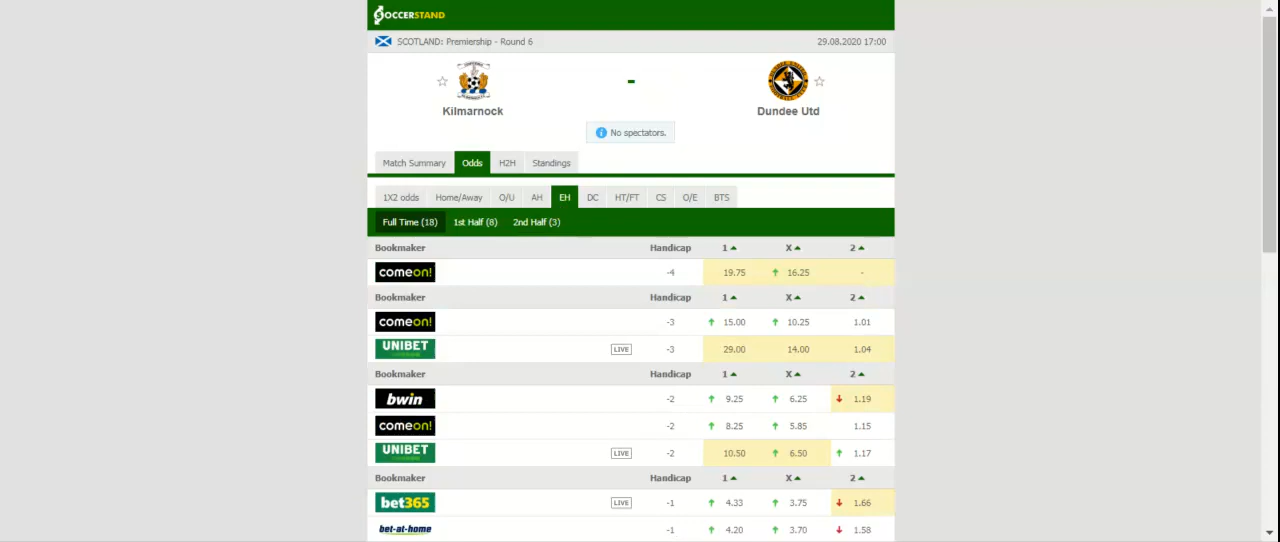 SOCCERSTAND
SCOTLAND: Premiership - Round 6 29.08.2020 17:00
-
Kilmarnock Dundee Utd
No spectators.
Match Summary Odds H2H Standings
1X2 odds Home/Away O/U AH EH DC HT/FT CS O/E BTS
Full Time (18) 1st Half (8) 2nd Half (3)
Bookmaker Handicap 1 X 2
comeon! -4 19.75 16.25 -
Bookmaker Handicap 1 X 2
comeon! -3 15.00 10.25 1.01
UNIBET LIVE -3 29.00 14.00 1.04
Bookmaker Handicap 1 X 2
bwin -2 9.25 6.25 1.19
comeon! -2 8.25 5.85 1.15
UNIBET LIVE -2 10.50 6.50 1.17
Bookmaker Handicap 1 X 2
bet365 LIVE -1 4.33 3.75 1.66
bet-at-home -1 4.20 3.70 1.58